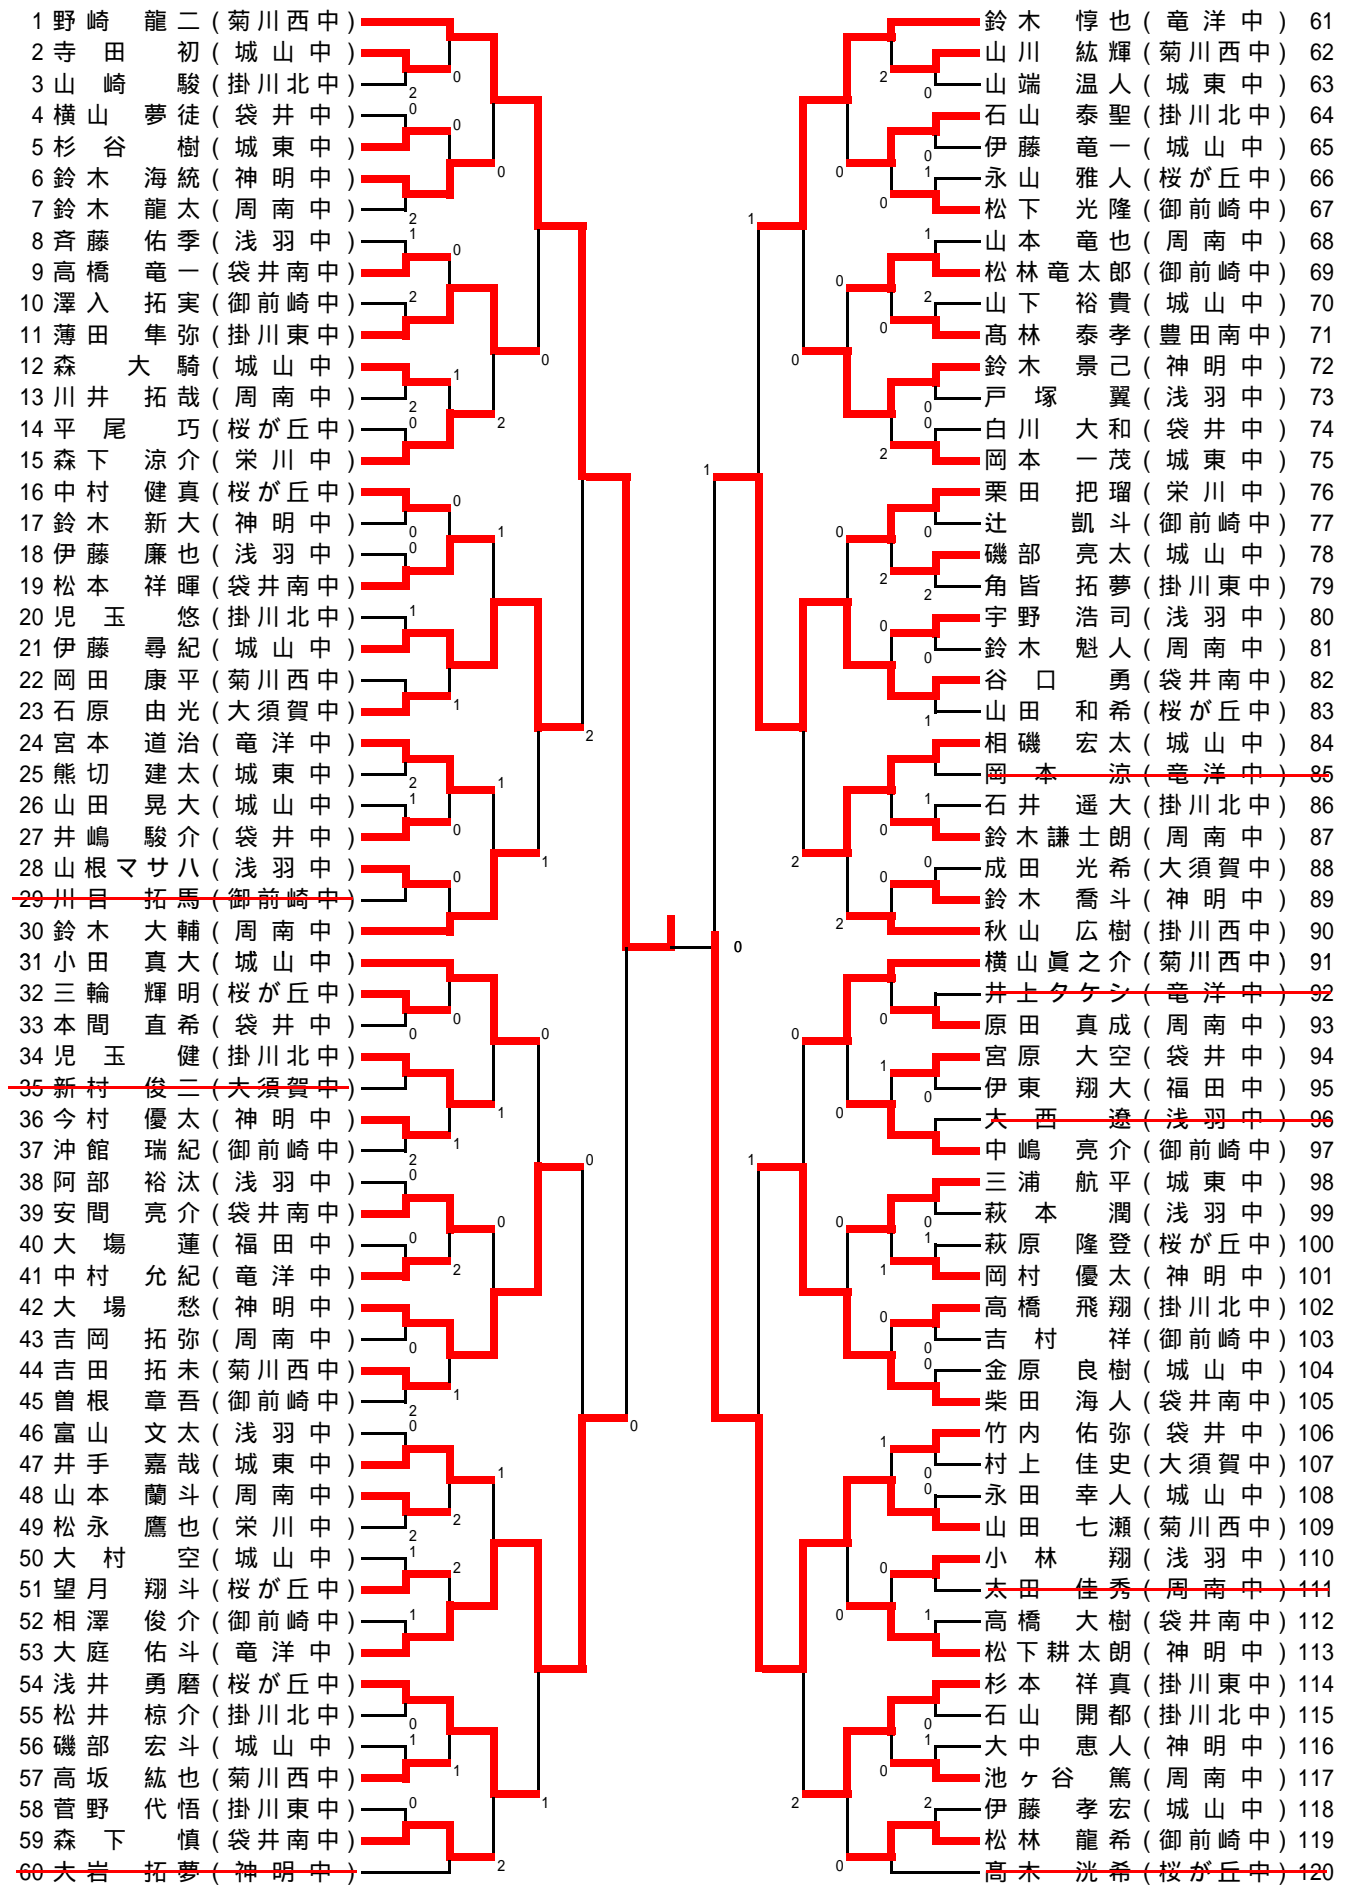 1 野崎 龍二 (菊川西中)
2 寺田 初 (城山中)
3 山崎 駿 (掛川北中)
4 横山 夢徒 (袋井中)
5 杉谷 樹 (城東中)
6 鈴木 海統 (神明中)
7 鈴木 龍太 (周南中)
8 斉藤 佑季 (浅羽中)
9 高橋 竜一 (袋井南中)
10 澤入 拓実 (御前崎中)
11 薄田 隼弥 (掛川東中)
12 森 大騎 (城山中)
13 川井 拓哉 (周南中)
14 平尾 巧 (桜が丘中)
15 森下 涼介 (栄川中)
16 中村 健真 (桜が丘中)
17 鈴木 新大 (神明中)
18 伊藤 廉也 (浅羽中)
19 松本 祥暉 (袋井南中)
20 児玉 悠 (掛川北中)
21 伊藤 尋紀 (城山中)
22 岡田 康平 (菊川西中)
23 石原 由光 (大須賀中)
24 宮本 道治 (竜洋中)
25 熊切 建太 (城東中)
26 山田 晃大 (城山中)
27 井嶋 駿介 (袋井中)
28 山根マサハ (浅羽中)
29 川目 拓馬 (御前崎中)
30 鈴木 大輔 (周南中)
31 小田 真大 (城山中)
32 三輪 輝明 (桜が丘中)
33 本間 直希 (袋井中)
34 児玉 健 (掛川北中)
35 新村 俊二 (大須賀中)
36 今村 優太 (神明中)
37 沖館 瑞紀 (御前崎中)
38 阿部 裕汰 (浅羽中)
39 安間 亮介 (袋井南中)
40 大塲 蓮 (福田中)
41 中村 允紀 (竜洋中)
42 大場 愁 (神明中)
43 吉岡 拓弥 (周南中)
44 吉田 拓未 (菊川西中)
45 曽根 章吾 (御前崎中)
46 富山 文太 (浅羽中)
47 井手 嘉哉 (城東中)
48 山本 蘭斗 (周南中)
49 松永 鷹也 (栄川中)
50 大村 空 (城山中)
51 望月 翔斗 (桜が丘中)
52 相澤 俊介 (御前崎中)
53 大庭 佑斗 (竜洋中)
54 浅井 勇磨 (桜が丘中)
55 松井 椋介 (掛川北中)
56 磯部 宏斗 (城山中)
57 高坂 紘也 (菊川西中)
58 菅野 代悟 (掛川東中)
59 森下 慎 (袋井南中)
60 大岩 拓夢 (神明中)
鈴木 惇也 (竜洋中) 61
山川 紘輝 (菊川西中) 62
山端 温人 (城東中) 63
石山 泰聖 (掛川北中) 64
伊藤 竜一 (城山中) 65
永山 雅人 (桜が丘中) 66
松下 光隆 (御前崎中) 67
山本 竜也 (周南中) 68
松林竜太郎 (御前崎中) 69
山下 裕貴 (城山中) 70
髙林 泰孝 (豊田南中) 71
鈴木 景己 (神明中) 72
戸塚 翼 (浅羽中) 73
白川 大和 (袋井中) 74
岡本 一茂 (城東中) 75
栗田 把瑠 (栄川中) 76
辻 凱斗 (御前崎中) 77
磯部 亮太 (城山中) 78
角皆 拓夢 (掛川東中) 79
宇野 浩司 (浅羽中) 80
鈴木 魁人 (周南中) 81
谷口 勇 (袋井南中) 82
山田 和希 (桜が丘中) 83
相磯 宏太 (城山中) 84
岡本 涼 (竜洋中) 85
石井 遥大 (掛川北中) 86
鈴木謙士朗 (周南中) 87
成田 光希 (大須賀中) 88
鈴木 喬斗 (神明中) 89
秋山 広樹 (掛川西中) 90
横山眞之介 (菊川西中) 91
井上タケシ (竜洋中) 92
原田 真成 (周南中) 93
宮原 大空 (袋井中) 94
伊東 翔大 (福田中) 95
大西 遼 (浅羽中) 96
中嶋 亮介 (御前崎中) 97
三浦 航平 (城東中) 98
萩本 潤 (浅羽中) 99
萩原 隆登 (桜が丘中) 100
岡村 優太 (神明中) 101
高橋 飛翔 (掛川北中) 102
吉村 祥 (御前崎中) 103
金原 良樹 (城山中) 104
柴田 海人 (袋井南中) 105
竹内 佑弥 (袋井中) 106
村上 佳史 (大須賀中) 107
永田 幸人 (城山中) 108
山田 七瀬 (菊川西中) 109
小林 翔 (浅羽中) 110
太田 佳秀 (周南中) 111
高橋 大樹 (袋井南中) 112
松下耕太朗 (神明中) 113
杉本 祥真 (掛川東中) 114
石山 開都 (掛川北中) 115
大中 恵人 (神明中) 116
池ヶ谷 篤 (周南中) 117
伊藤 孝宏 (城山中) 118
松林 龍希 (御前崎中) 119
髙木 洸希 (桜が丘中) 120